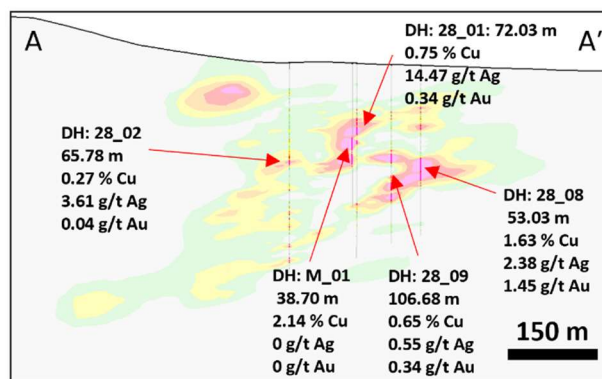 A
A'
DH: 28_01: 72.03 m
0.75 % Cu
14.47 g/t Ag
0.34 g/t Au
DH: 28_02
65.78 m
0.27 % Cu
3.61 g/t Ag
0.04 g/t Au
DH: 28_08
53.03 m
1.63 % Cu
2.38 g/t Ag
1.45 g/t Au
DH: M_01
38.70 m
2.14 % Cu
0 g/t Ag
0 g/t Au
DH: 28_09
106.68 m
0.65 % Cu
0.55 g/t Ag
0.34 g/t Au
150 m